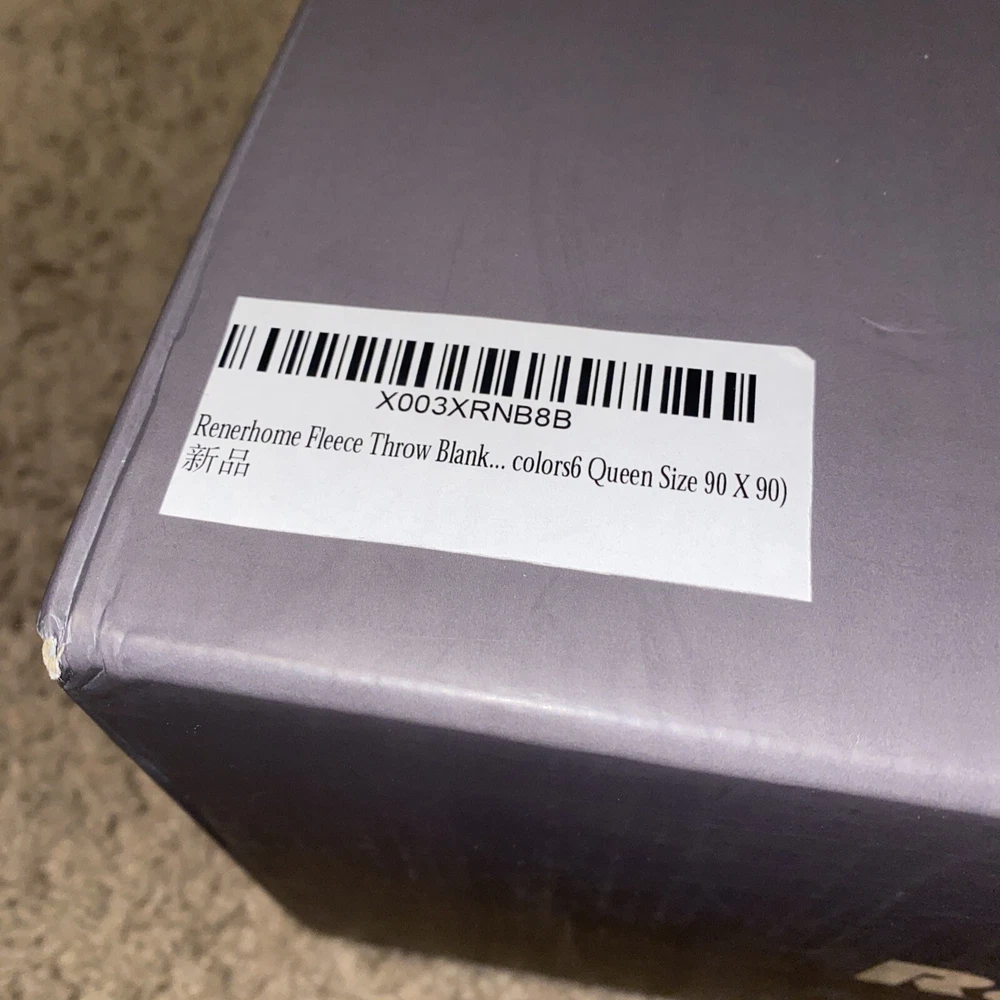 X003XRNB8B
Renerhome Fleece Throw Blank... colors6 Queen Size 90 X 90)
新品